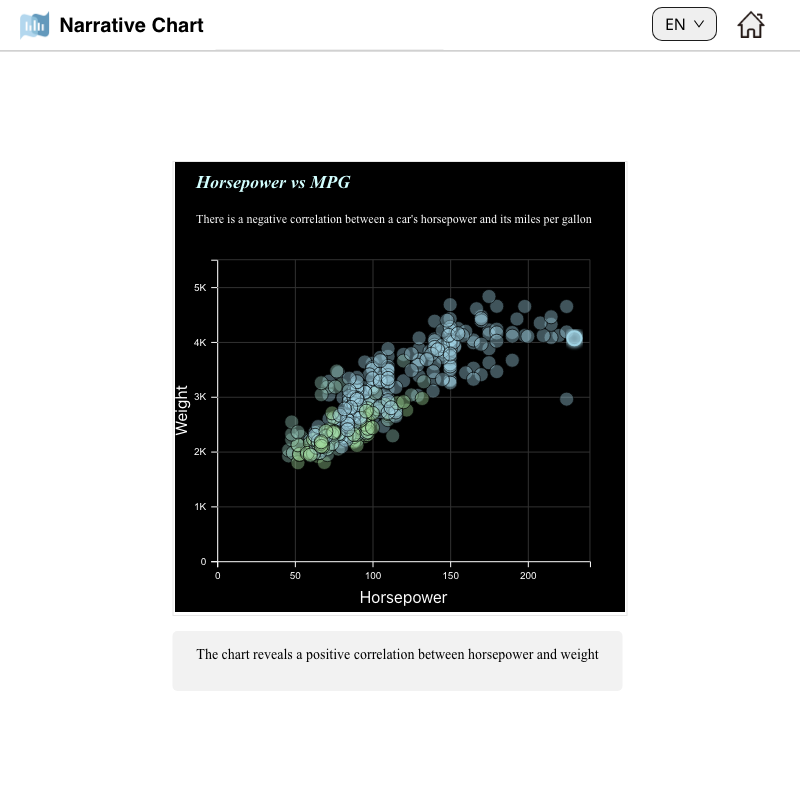 Narrative Chart
EN
Horsepower vs MPG
There is a negative correlation between a car's horsepower and its miles per gallon
5K
4K
3K
Weight
2K
1K
0
0 50 100 150 200
Horsepower
The chart reveals a positive correlation between horsepower and weight